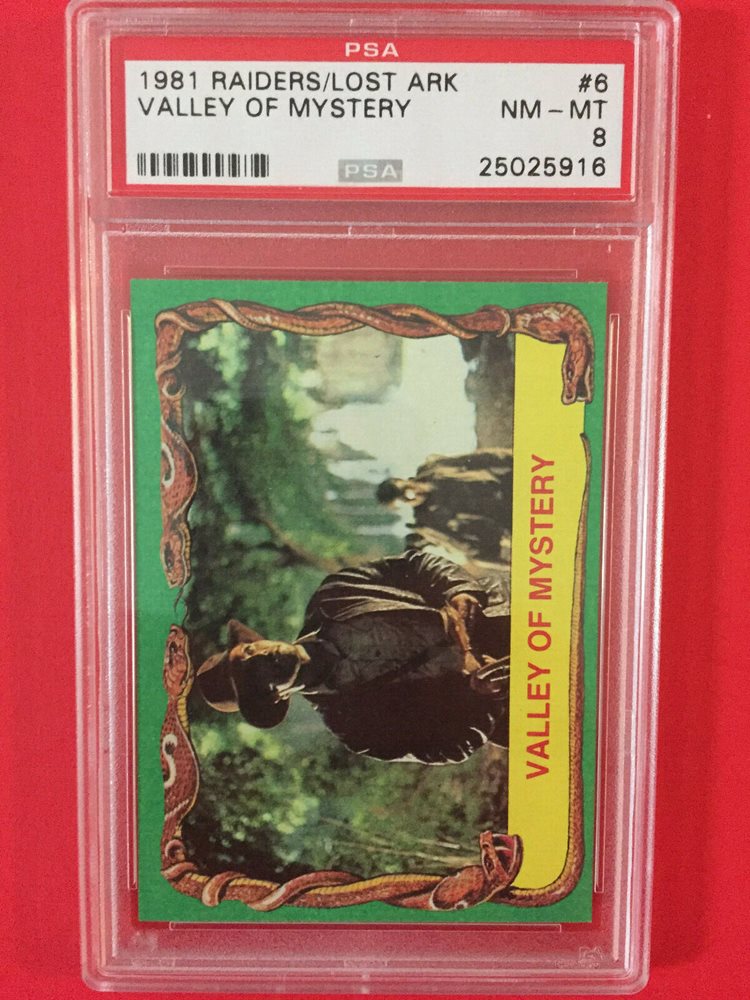 PSA
1981 RAIDERS/LOST ARK #6
VALLEY OF MYSTERY NM-MT
8
PSA 25025916
VALLEY OF MYSTERY